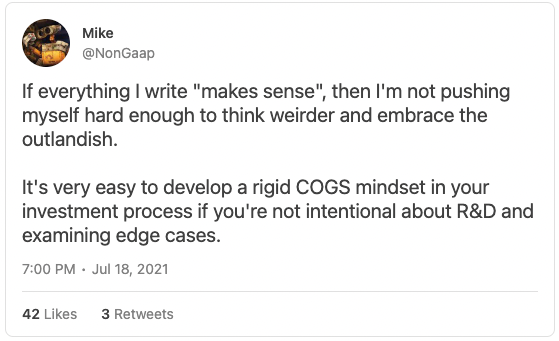 Mike
@NonGaap
If everything I write "makes sense", then I'm not pushing
myself hard enough to think weirder and embrace the
outlandish.
It's very easy to develop a rigid COGS mindset in your
investment process if you're not intentional about R&D and
examining edge cases.
7:00 PM · Jul 18, 2021
42 Likes 3 Retweets